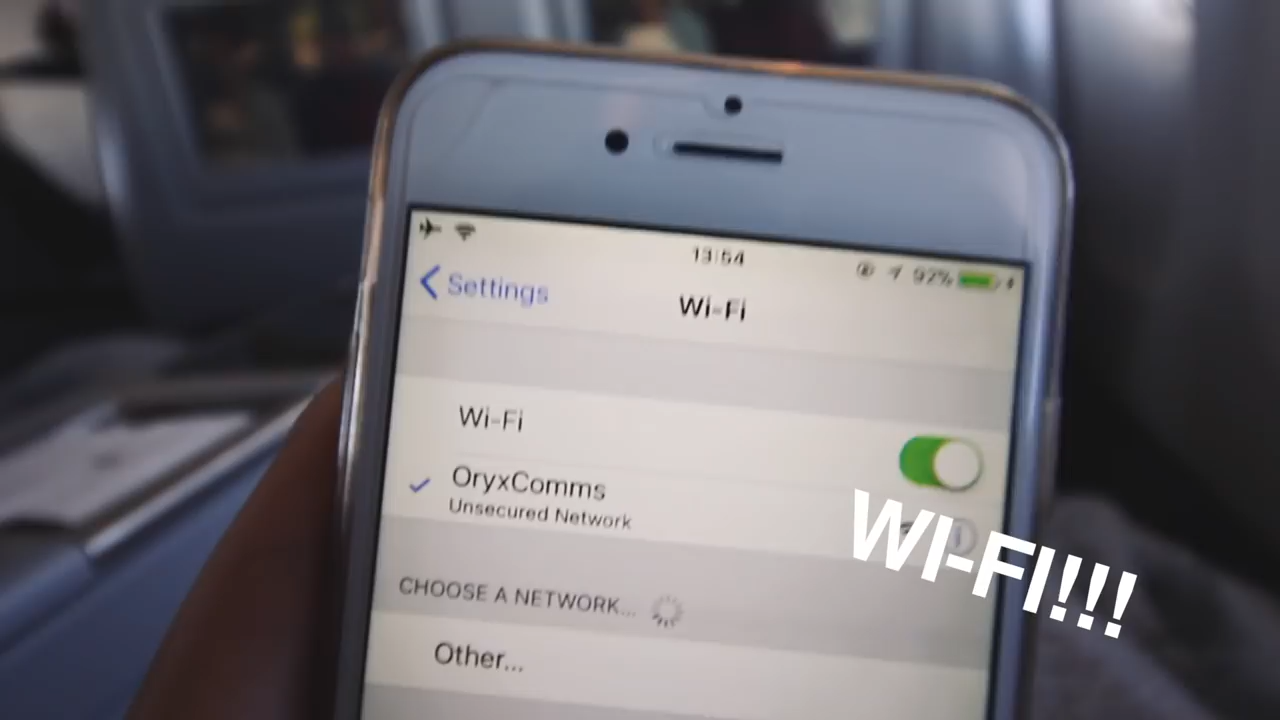 13:54
92%
Settings
Wi-Fi
Wi-Fi
OryxComms
Unsecured Network
WI-FI!!!
CHOOSE A NETWORK...
Other...